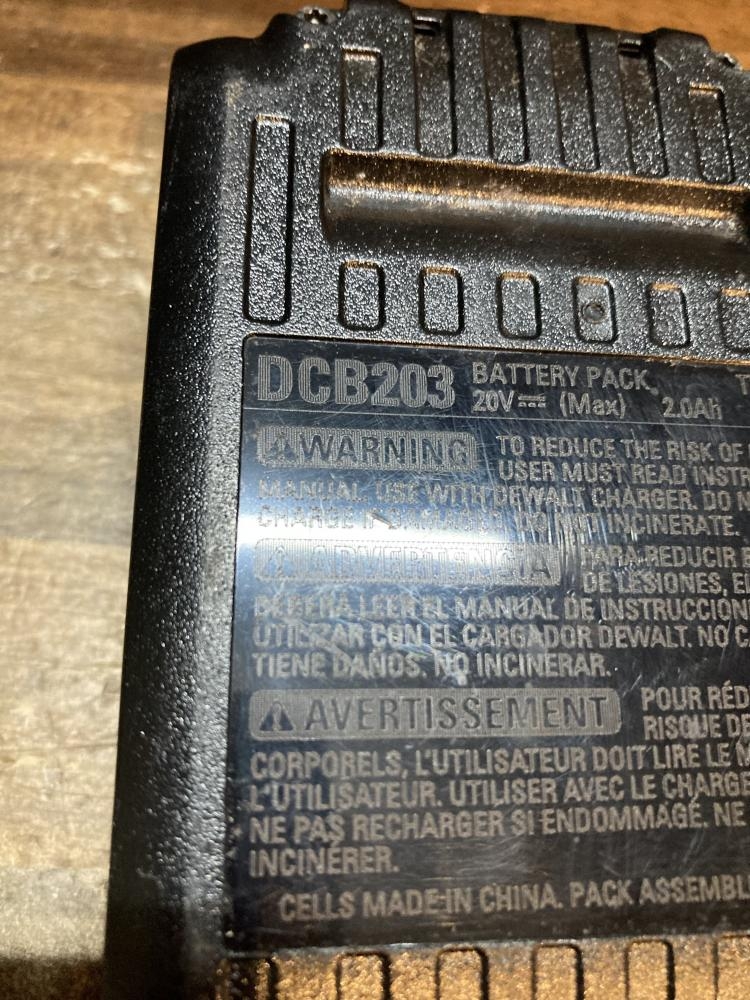 DCB203 BATTERY PACK
20V⎓ (Max) 2.0Ah
⚠WARNING TO REDUCE THE RISK OF
USER MUST READ INSTR
MANUAL. USE WITH DEWALT CHARGER. DO N
CHARGE IF DAMAGED. DO NOT INCINERATE.
⚠ADVERTENCIA PARA REDUCIR E
DE LESIONES, E
DEBERÁ LEER EL MANUAL DE INSTRUCCION
UTILIZAR CON EL CARGADOR DEWALT. NO CA
TIENE DAÑOS. NO INCINERAR.
⚠AVERTISSEMENT POUR RÉD
RISQUE DE
CORPORELS, L'UTILISATEUR DOIT LIRE LE M
L'UTILISATEUR. UTILISER AVEC LE CHARGE
NE PAS RECHARGER SI ENDOMMAGÉ. NE
INCINÉRER.
CELLS MADE IN CHINA. PACK ASSEMBL